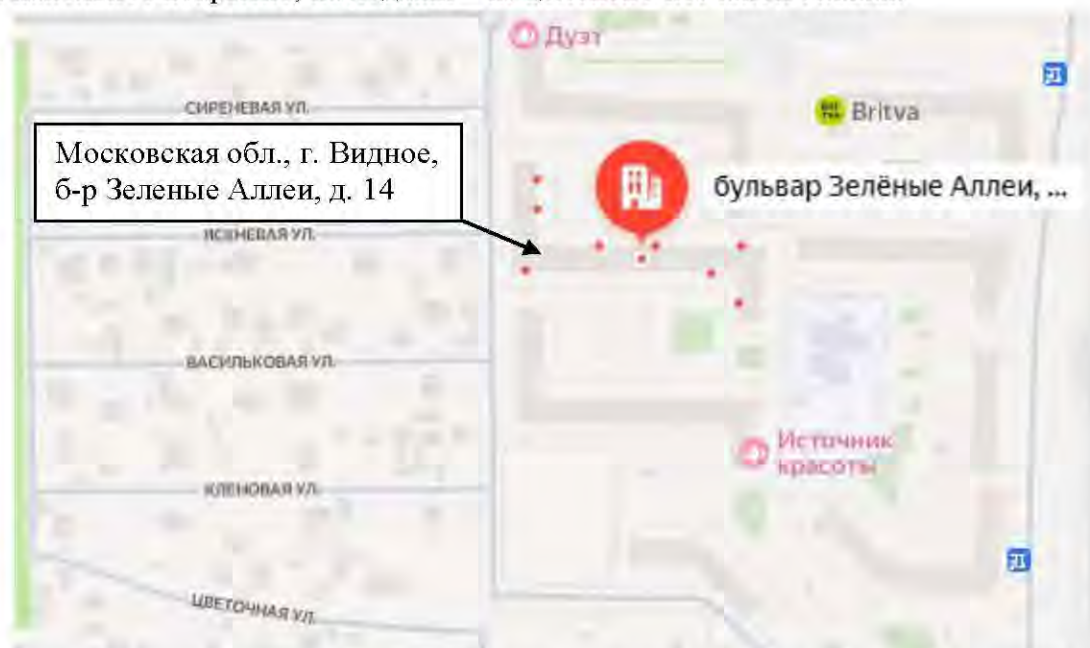 Дуэт
СИРЕНЕВАЯ УЛ.
Britva
Московская обл., г. Видное,
б-р Зеленые Аллеи, д. 14
бульвар Зелёные Аллеи, ...
ЯСЕНЕВАЯ УЛ.
ВАСИЛЬКОВАЯ УЛ.
Источник
красоты
КЛЕНОВАЯ УЛ.
ЦВЕТОЧНАЯ УЛ.